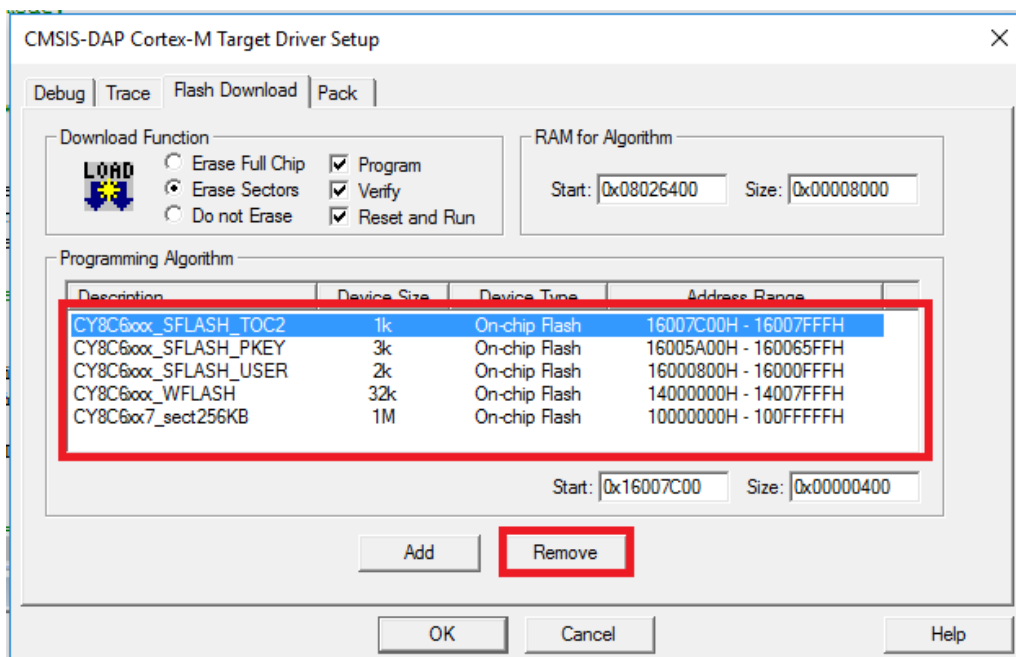 CMSIS-DAP Cortex-M Target Driver Setup
Debug Trace Flash Download Pack
Download Function
LOAD
Erase Full Chip
Erase Sectors
Do not Erase
Program
Verify
Reset and Run
RAM for Algorithm
Start: 0x08026400 Size: 0x00008000
Programming Algorithm
Description Device Size Device Type Address Range
CY8C6xxx_SFLASH_TOC2 1k On-chip Flash 16007C00H - 16007FFFH
CY8C6xxx_SFLASH_PKEY 3k On-chip Flash 16005A00H - 160065FFH
CY8C6xxx_SFLASH_USER 2k On-chip Flash 16000800H - 16000FFFH
CY8C6xxx_WFLASH 32k On-chip Flash 14000000H - 14007FFFH
CY8C6xx7_sect256KB 1M On-chip Flash 10000000H - 100FFFFFH
Start: 0x16007C00 Size: 0x00000400
Add Remove
OK Cancel Help